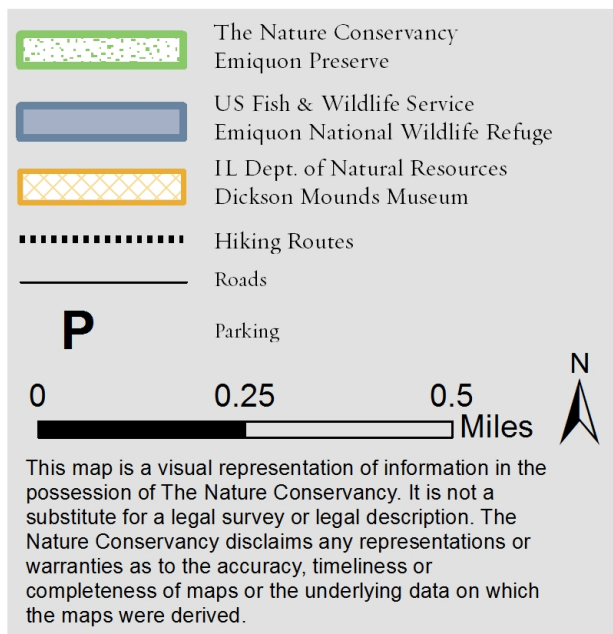 The Nature Conservancy
Emiquon Preserve
US Fish & Wildlife Service
Emiquon National Wildlife Refuge
IL Dept. of Natural Resources
Dickson Mounds Museum
Hiking Routes
Roads
P Parking
N
0 0.25 0.5
Miles
This map is a visual representation of information in the
possession of The Nature Conservancy. It is not a
substitute for a legal survey or legal description. The
Nature Conservancy disclaims any representations or
warranties as to the accuracy, timeliness or
completeness of maps or the underlying data on which
the maps were derived.